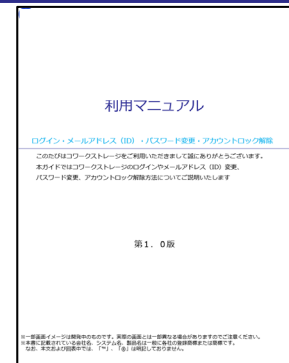 利用マニュアル
ログイン・メールアドレス（ID）・パスワード変更・アカウントロック解除
このたびはコワークストレージをご利用いただきまして誠にありがとうございます。
本ガイドではコワークストレージのログインやメールアドレス（ID）変更、
パスワード変更、アカウントロック解除方法についてご説明いたします
第1．0版
※一部画面イメージは開発中のものです。実際の画面とは一部異なる場合がありますのでご注意ください。
※本書に記載されている会社名、システム名、製品名は一般に各社の登録商標または商標です。
なお、本文および図表中では、「™」、「®」は明記しておりません。